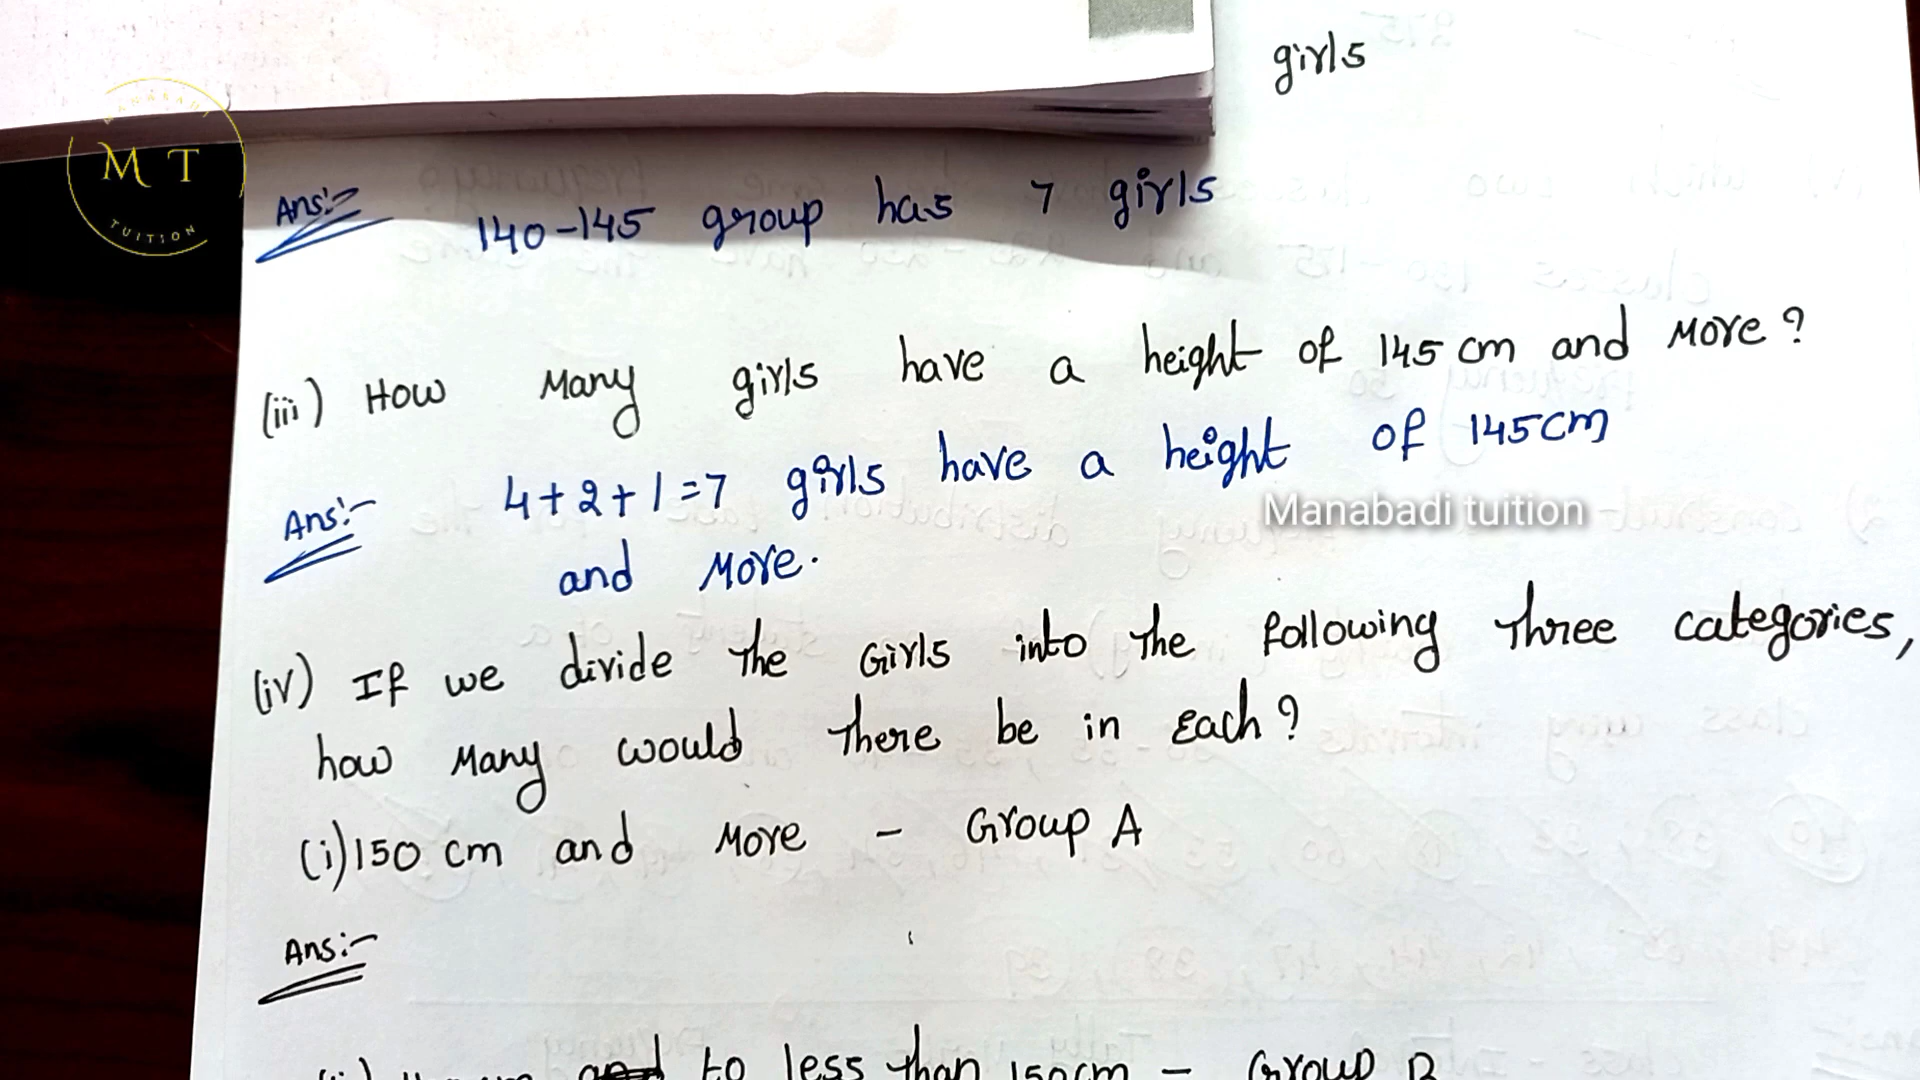 girls
M T
TUITION
Ans:- 140-145 group has 7 girls
(iii) How Many girls have a height of 145 cm and More?
Ans:- 4+2+1=7 girls have a height of 145cm
Manabadi tuition
and More.
(iv) If we divide the Girls into the following three categories,
how Many would there be in Each?
(i) 150 cm and More - Group A
Ans:-
to less than 150cm - Group B